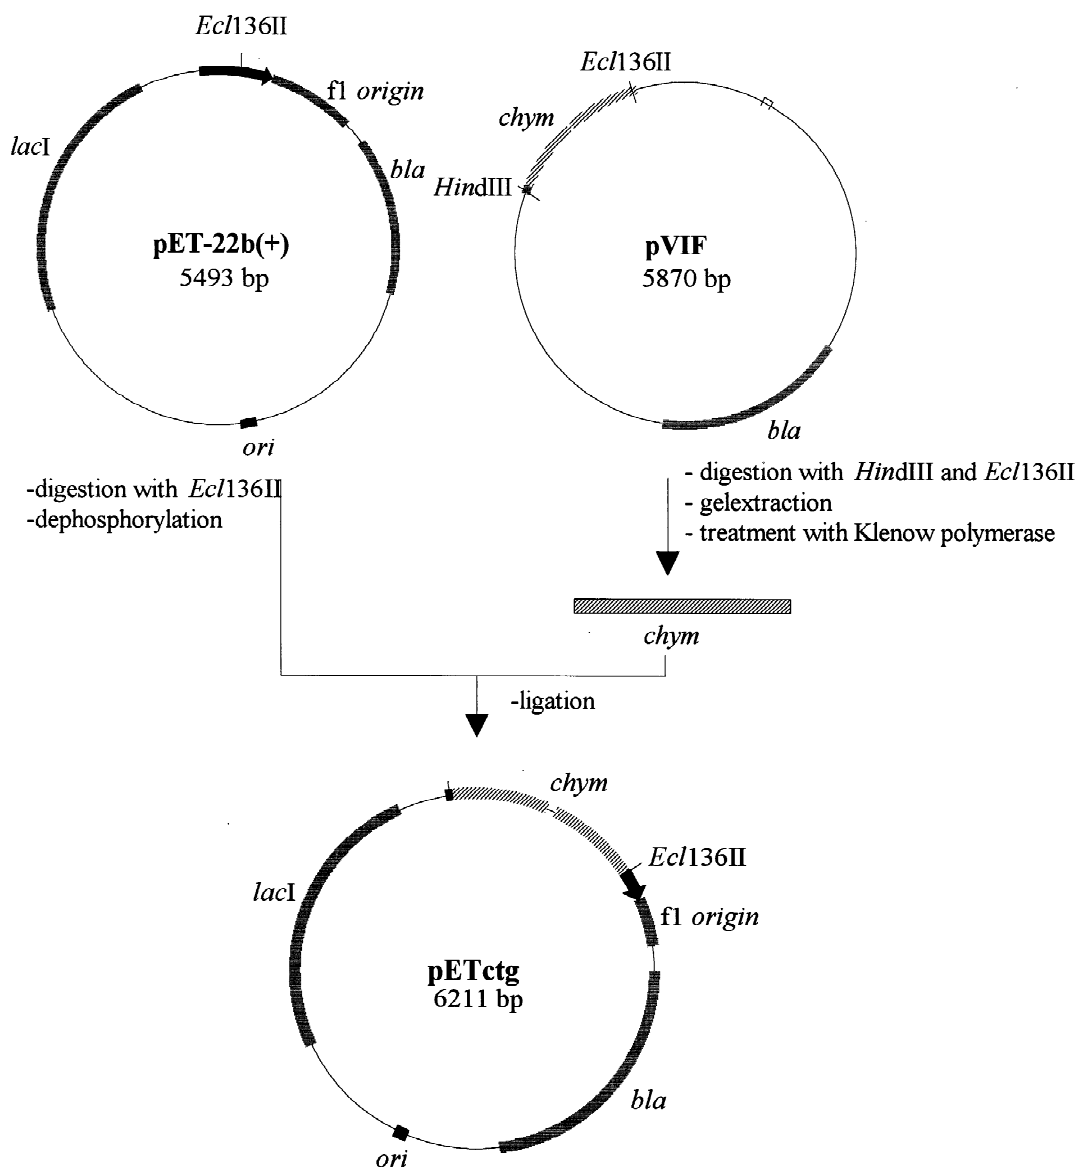 Ecl136II
f1 origin
lacI
bla
pET-22b(+)
5493 bp
ori
Ecl136II
chym
HindIII
pVIF
5870 bp
bla
-digestion with Ecl136II
-dephosphorylation
- digestion with HindIII and Ecl136II
- gelextraction
- treatment with Klenow polymerase
chym
-ligation
chym
Ecl136II
lacI
f1 origin
pETctg
6211 bp
bla
ori